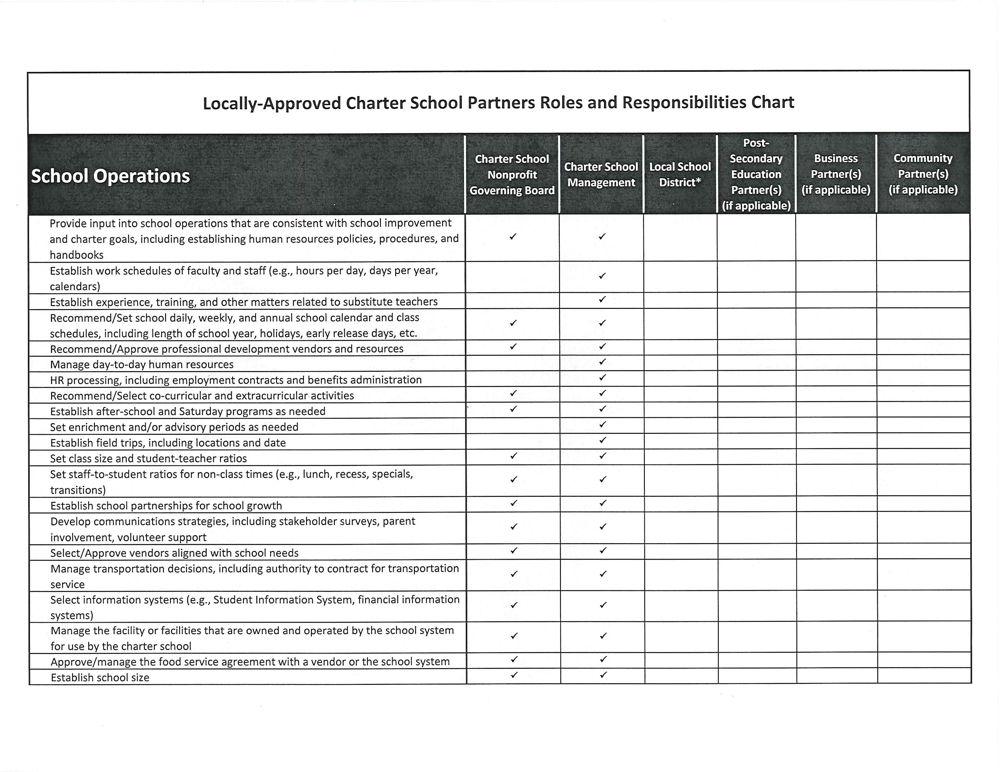 Locally-Approved Charter School Partners Roles and Responsibilities Chart
School Operations
Charter School
Nonprofit
Governing Board
Charter School
Management
Local School
District*
Post-
Secondary
Education
Partner(s)
(if applicable)
Business
Partner(s)
(if applicable)
Community
Partner(s)
(if applicable)
Provide input into school operations that are consistent with school improvement
and charter goals, including establishing human resources policies, procedures, and
handbooks
✓ ✓
Establish work schedules of faculty and staff (e.g., hours per day, days per year,
calendars)
✓
Establish experience, training, and other matters related to substitute teachers ✓
Recommend/Set school daily, weekly, and annual school calendar and class
schedules, including length of school year, holidays, early release days, etc.
✓ ✓
Recommend/Approve professional development vendors and resources ✓ ✓
Manage day-to-day human resources ✓
HR processing, including employment contracts and benefits administration ✓
Recommend/Select co-curricular and extracurricular activities ✓ ✓
Establish after-school and Saturday programs as needed ✓ ✓
Set enrichment and/or advisory periods as needed ✓
Establish field trips, including locations and date ✓
Set class size and student-teacher ratios ✓ ✓
Set staff-to-student ratios for non-class times (e.g., lunch, recess, specials,
transitions)
✓ ✓
Establish school partnerships for school growth ✓ ✓
Develop communications strategies, including stakeholder surveys, parent
involvement, volunteer support
✓ ✓
Select/Approve vendors aligned with school needs ✓ ✓
Manage transportation decisions, including authority to contract for transportation
service
✓ ✓
Select information systems (e.g., Student Information System, financial information
systems)
✓ ✓
Manage the facility or facilities that are owned and operated by the school system
for use by the charter school
✓ ✓
Approve/manage the food service agreement with a vendor or the school system ✓ ✓
Establish school size ✓ ✓